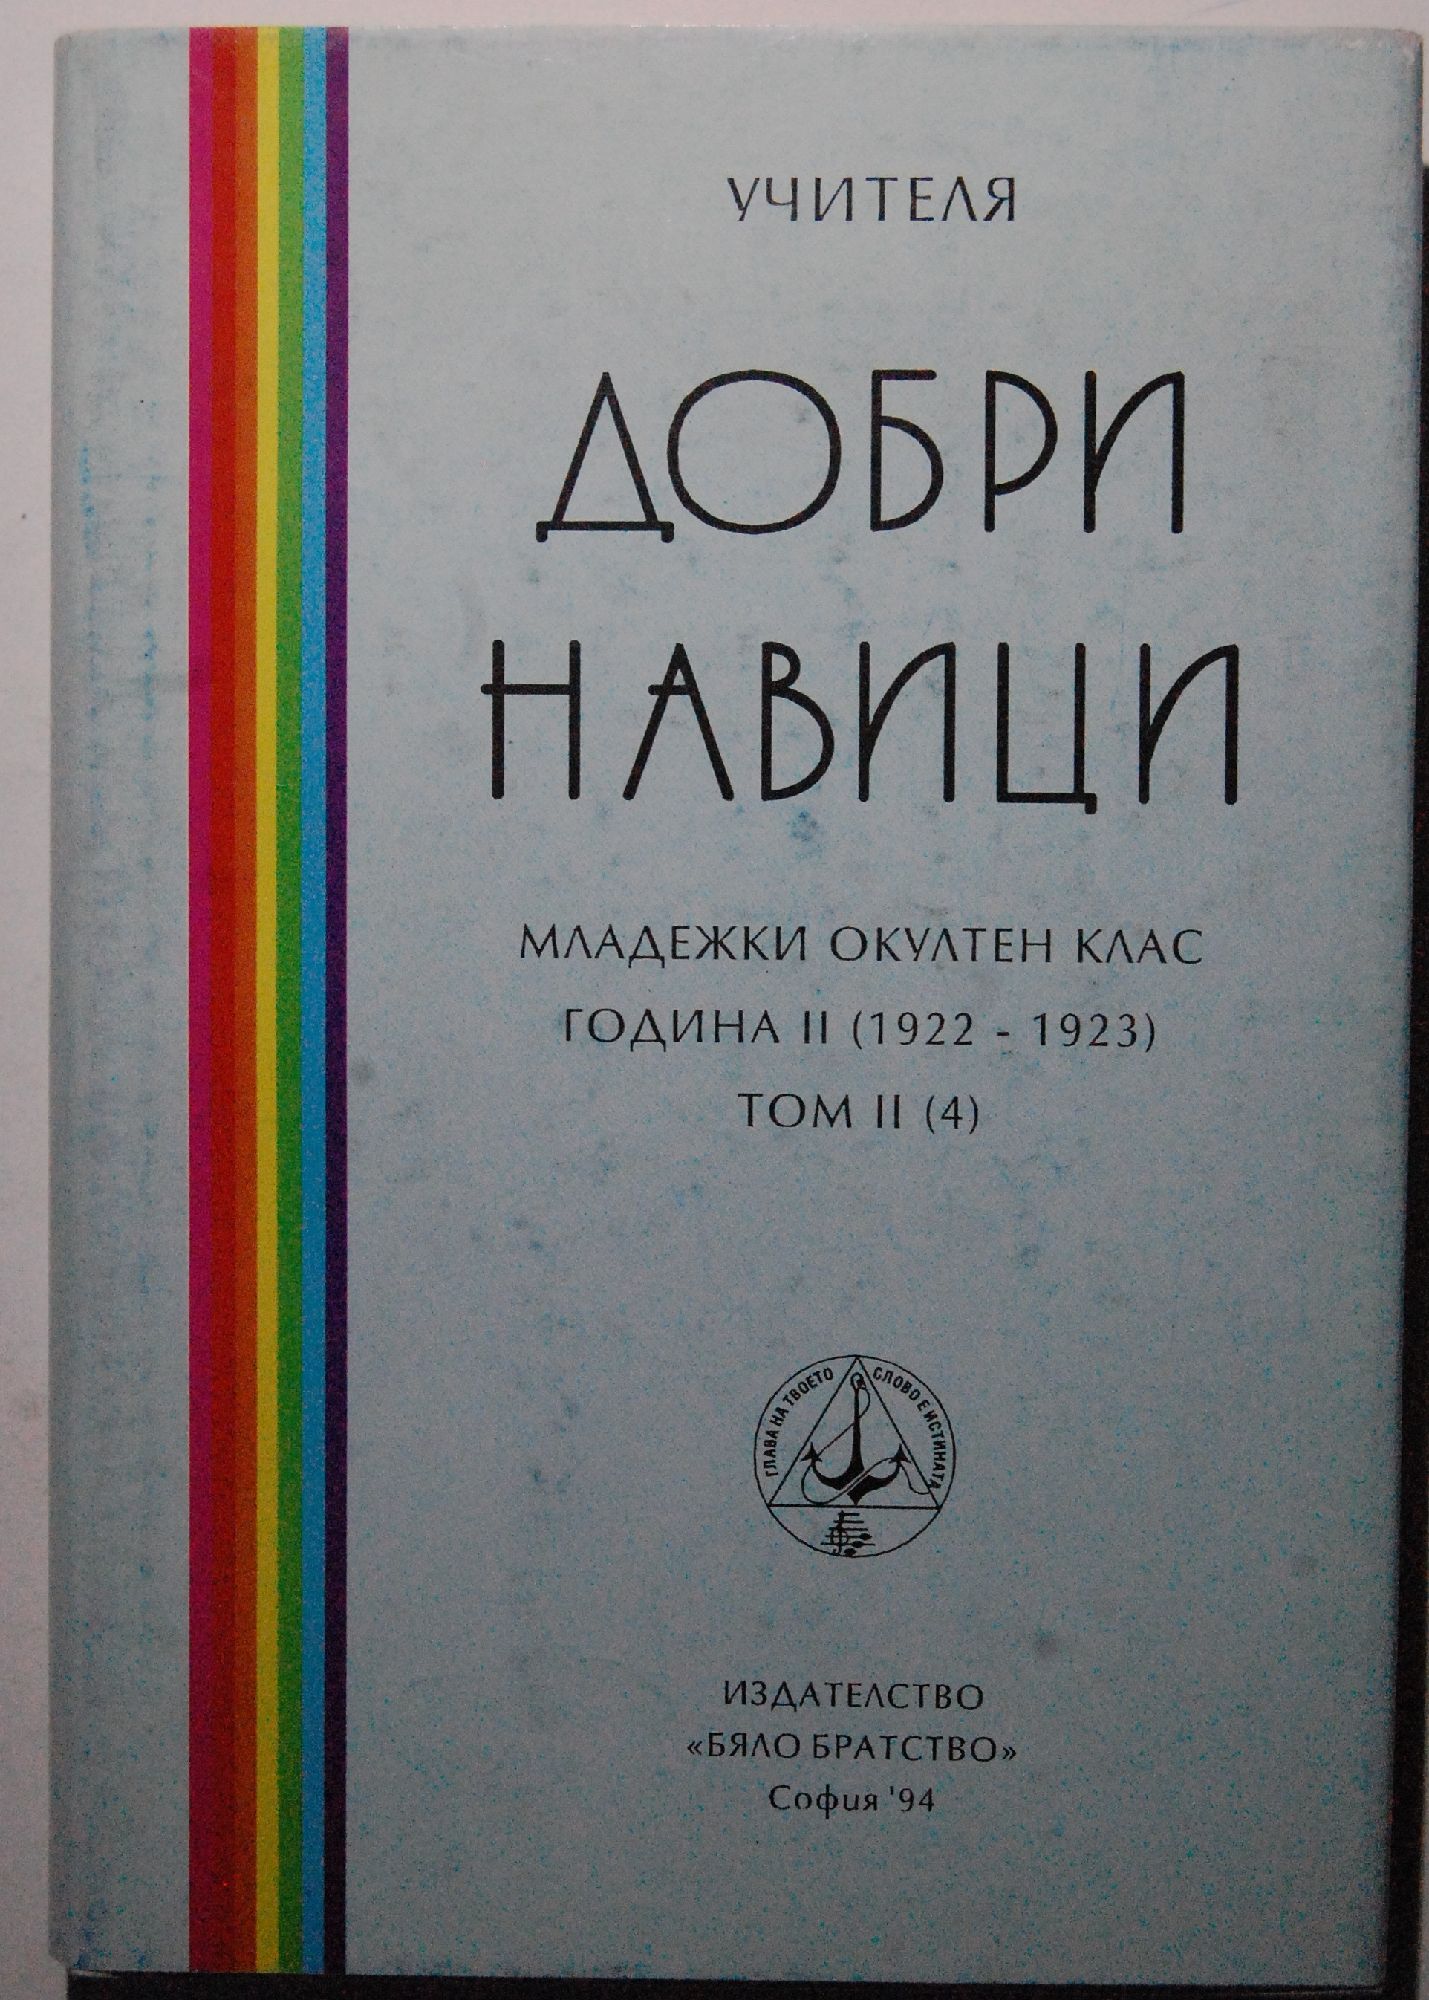 УЧИТЕЛЯ
ДОБРИ
НАВИЦИ
МЛАДЕЖКИ ОКУЛТЕН КЛАС
ГОДИНА II (1922 - 1923)
ТОМ II (4)
ГЛАВА НА ТВОЕТО СЛОВО Е ИСТИНАТА
ИЗДАТЕЛСТВО
«БЯЛО БРАТСТВО»
София '94